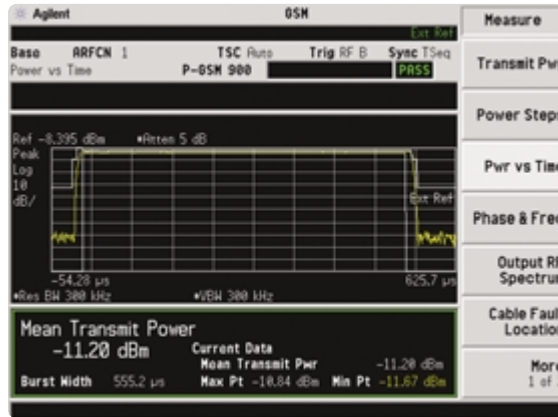 Agilent GSM Measure
Ext Ref
Base ARFCN 1 TSC Auto Trig RF B Sync TSeq
Power vs Time P-GSM 900 PASS
Transmit Pwr
Power Steps
Ref -8.395 dBm *Atten 5 dB
Peak
Log
10
dB/
Pwr vs Time
Ext Ref
Phase & Freq
-54.28 µs 625.7 µs
*Res BW 300 kHz *VBW 300 kHz
Output RF
Spectrum
Mean Transmit Power
-11.20 dBm
Current Data
Mean Transmit Pwr -11.20 dBm
Burst Width 555.2 µs Max Pt -10.84 dBm Min Pt -11.67 dBm
Cable Fault
Location
More
1 of